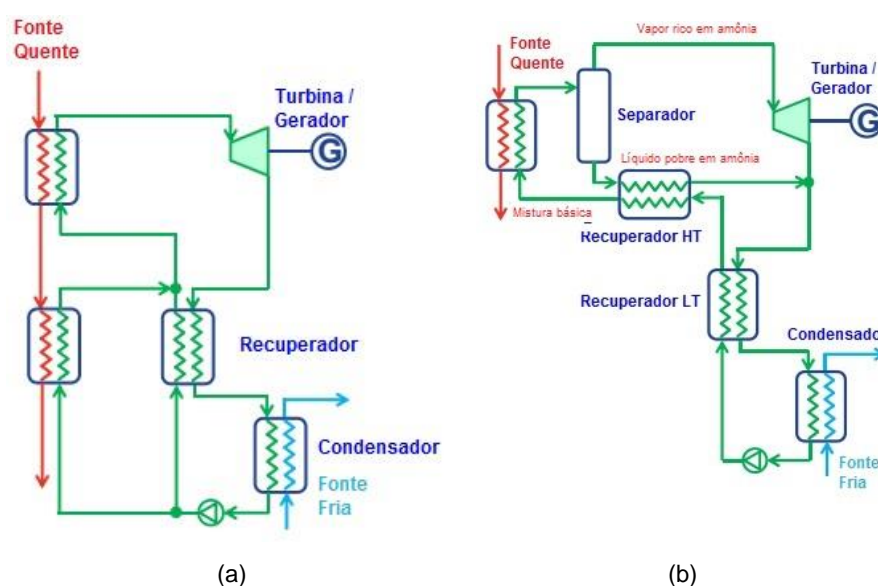 Fonte
Quente
Turbina /
Gerador
G
Recuperador
Condensador
Fonte
Fria
(a)
Vapor rico em amônia
Fonte
Quente
Turbina /
Gerador
G
Separador
Líquido pobre em amônia
Mistura básica
Recuperador HT
Recuperador LT
Condensado
Fonte
Fria
(b)